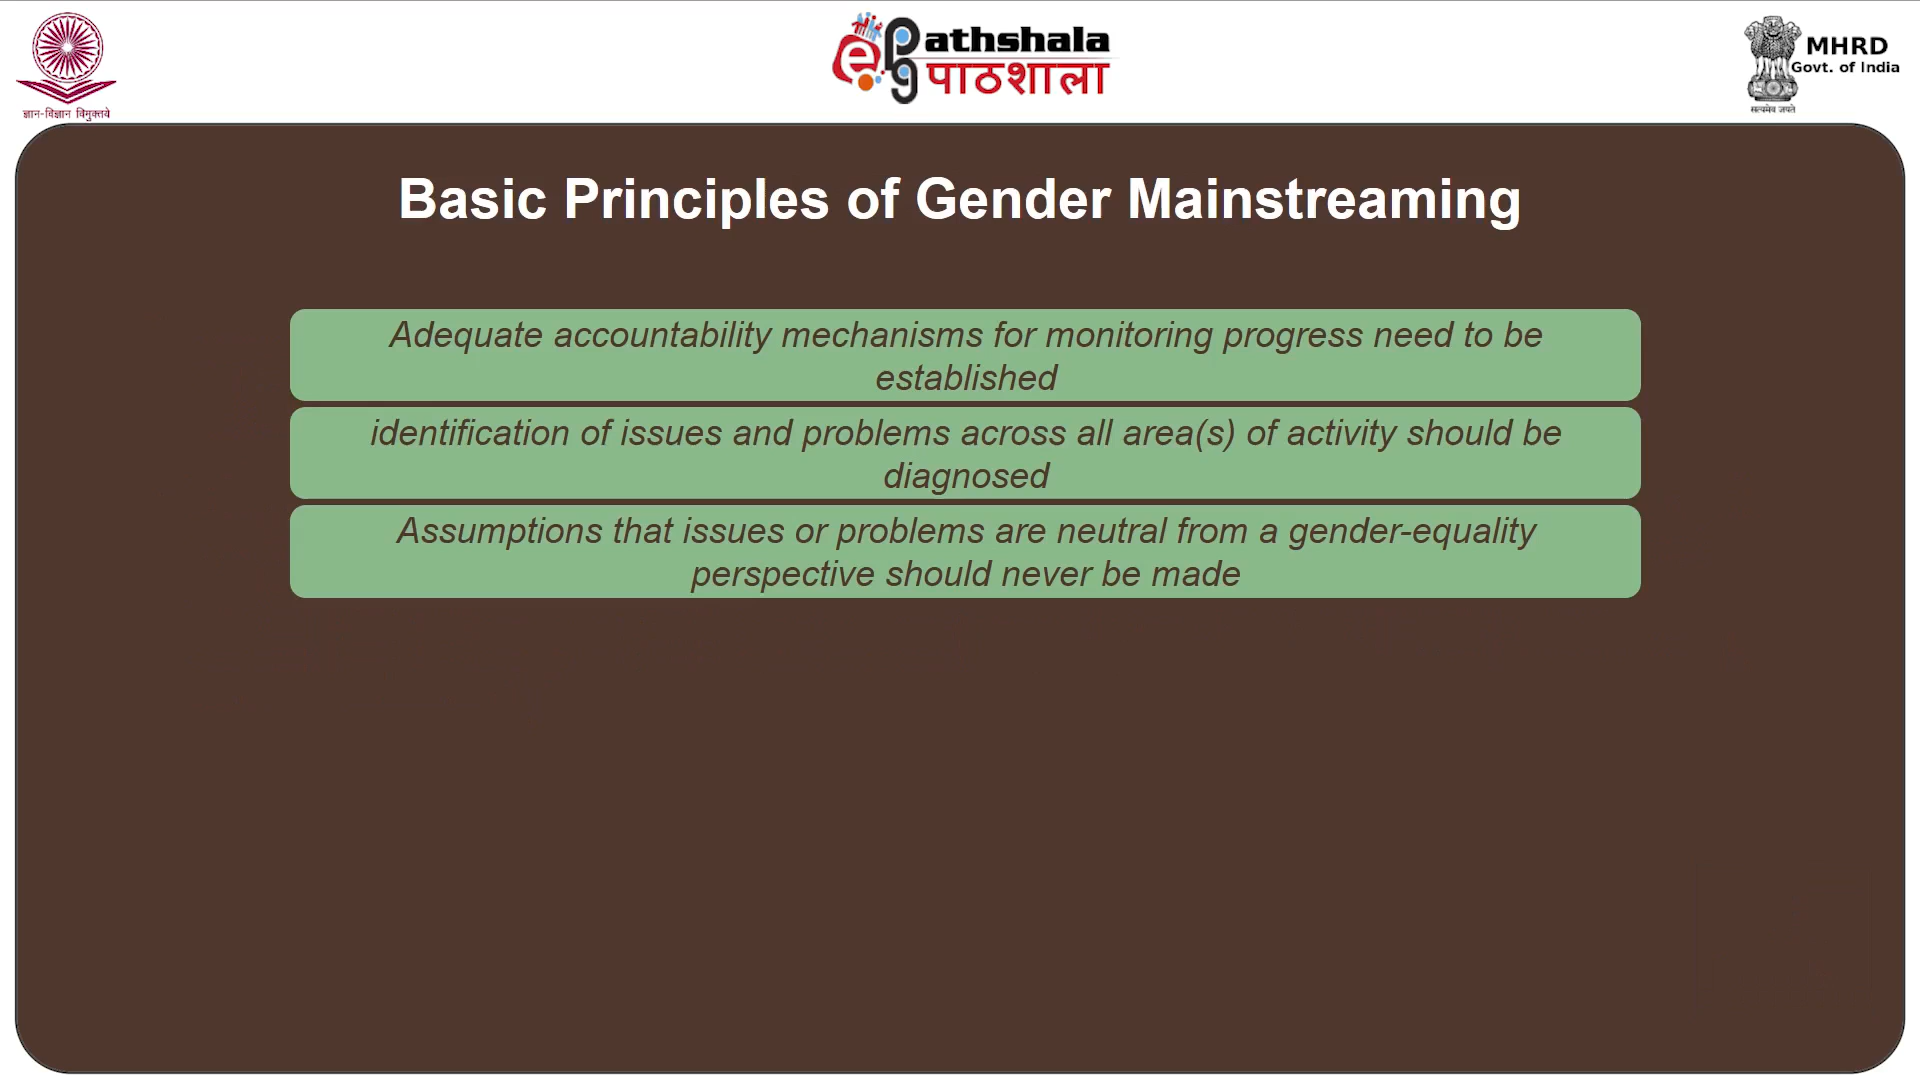 ज्ञान-विज्ञान विमुक्तये
ePathshala
पाठशाला
MHRD
Govt. of India
सत्यमेव जयते
Basic Principles of Gender Mainstreaming
Adequate accountability mechanisms for monitoring progress need to be
established
identification of issues and problems across all area(s) of activity should be
diagnosed
Assumptions that issues or problems are neutral from a gender-equality
perspective should never be made